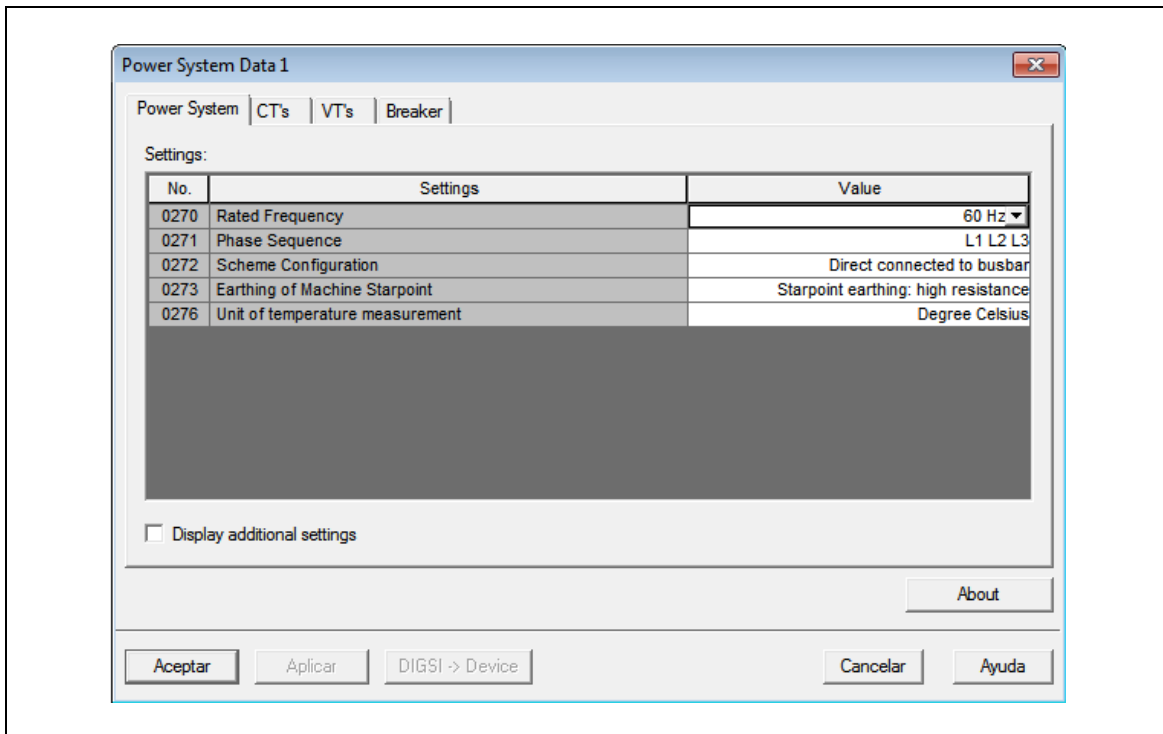 Power System Data 1
Power System CT's VT's Breaker
Settings:
No. Settings Value
0270 Rated Frequency 60 Hz
0271 Phase Sequence L1 L2 L3
0272 Scheme Configuration Direct connected to busbar
0273 Earthing of Machine Starpoint Starpoint earthing: high resistance
0276 Unit of temperature measurement Degree Celsius
Display additional settings
About
Aceptar Aplicar DIGSI -> Device Cancelar Ayuda